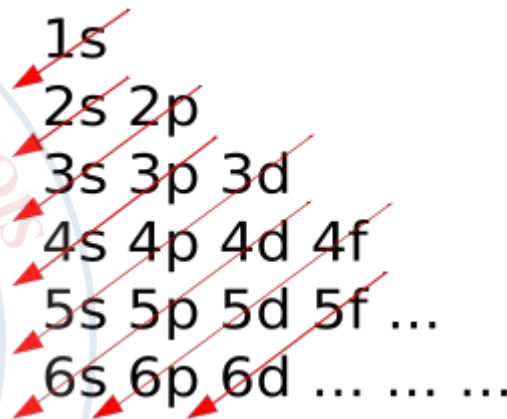 1s
2s 2p
3s 3p 3d
4s 4p 4d 4f
5s 5p 5d 5f ...
6s 6p 6d ... ... ...